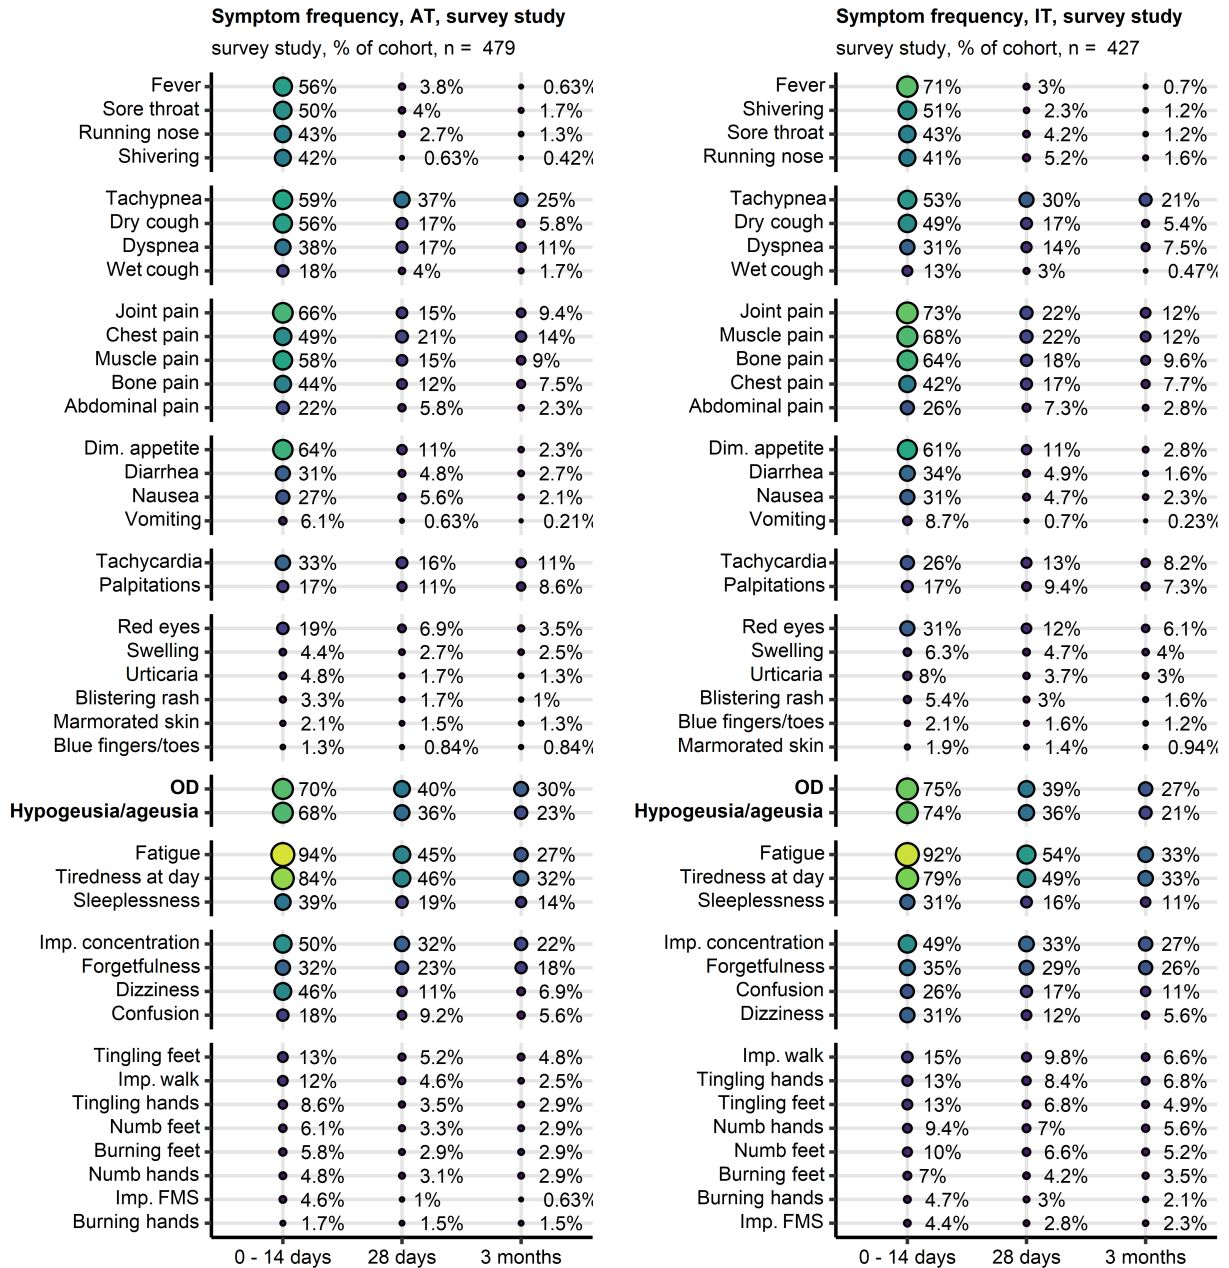 Symptom frequency, AT, survey study
survey study, % of cohort, n = 479
Fever 56% 3.8% 0.63%
Sore throat 50% 4% 1.7%
Running nose 43% 2.7% 1.3%
Shivering 42% 0.63% 0.42%
Tachypnea 59% 37% 25%
Dry cough 56% 17% 5.8%
Dyspnea 38% 17% 11%
Wet cough 18% 4% 1.7%
Joint pain 66% 15% 9.4%
Chest pain 49% 21% 14%
Muscle pain 58% 15% 9%
Bone pain 44% 12% 7.5%
Abdominal pain 22% 5.8% 2.3%
Dim. appetite 64% 11% 2.3%
Diarrhea 31% 4.8% 2.7%
Nausea 27% 5.6% 2.1%
Vomiting 6.1% 0.63% 0.21%
Tachycardia 33% 16% 11%
Palpitations 17% 11% 8.6%
Red eyes 19% 6.9% 3.5%
Swelling 4.4% 2.7% 2.5%
Urticaria 4.8% 1.7% 1.3%
Blistering rash 3.3% 1.7% 1%
Marmorated skin 2.1% 1.5% 1.3%
Blue fingers/toes 1.3% 0.84% 0.84%
OD 70% 40% 30%
Hypogeusia/ageusia 68% 36% 23%
Fatigue 94% 45% 27%
Tiredness at day 84% 46% 32%
Sleeplessness 39% 19% 14%
Imp. concentration 50% 32% 22%
Forgetfulness 32% 23% 18%
Dizziness 46% 11% 6.9%
Confusion 18% 9.2% 5.6%
Tingling feet 13% 5.2% 4.8%
Imp. walk 12% 4.6% 2.5%
Tingling hands 8.6% 3.5% 2.9%
Numb feet 6.1% 3.3% 2.9%
Burning feet 5.8% 2.9% 2.9%
Numb hands 4.8% 3.1% 2.9%
Imp. FMS 4.6% 1% 0.63%
Burning hands 1.7% 1.5% 1.5%
0 - 14 days 28 days 3 months
Symptom frequency, IT, survey study
survey study, % of cohort, n = 427
Fever 71% 3% 0.7%
Shivering 51% 2.3% 1.2%
Sore throat 43% 4.2% 1.2%
Running nose 41% 5.2% 1.6%
Tachypnea 53% 30% 21%
Dry cough 49% 17% 5.4%
Dyspnea 31% 14% 7.5%
Wet cough 13% 3% 0.47%
Joint pain 73% 22% 12%
Muscle pain 68% 22% 12%
Bone pain 64% 18% 9.6%
Chest pain 42% 17% 7.7%
Abdominal pain 26% 7.3% 2.8%
Dim. appetite 61% 11% 2.8%
Diarrhea 34% 4.9% 1.6%
Nausea 31% 4.7% 2.3%
Vomiting 8.7% 0.7% 0.23%
Tachycardia 26% 13% 8.2%
Palpitations 17% 9.4% 7.3%
Red eyes 31% 12% 6.1%
Swelling 6.3% 4.7% 4%
Urticaria 8% 3.7% 3%
Blistering rash 5.4% 3% 1.6%
Blue fingers/toes 2.1% 1.6% 1.2%
Marmorated skin 1.9% 1.4% 0.94%
OD 75% 39% 27%
Hypogeusia/ageusia 74% 36% 21%
Fatigue 92% 54% 33%
Tiredness at day 79% 49% 33%
Sleeplessness 31% 16% 11%
Imp. concentration 49% 33% 27%
Forgetfulness 35% 29% 26%
Confusion 26% 17% 11%
Dizziness 31% 12% 5.6%
Imp. walk 15% 9.8% 6.6%
Tingling hands 13% 8.4% 6.8%
Tingling feet 13% 6.8% 4.9%
Numb hands 9.4% 7% 5.6%
Numb feet 10% 6.6% 5.2%
Burning feet 7% 4.2% 3.5%
Burning hands 4.7% 3% 2.1%
Imp. FMS 4.4% 2.8% 2.3%
0 - 14 days 28 days 3 months